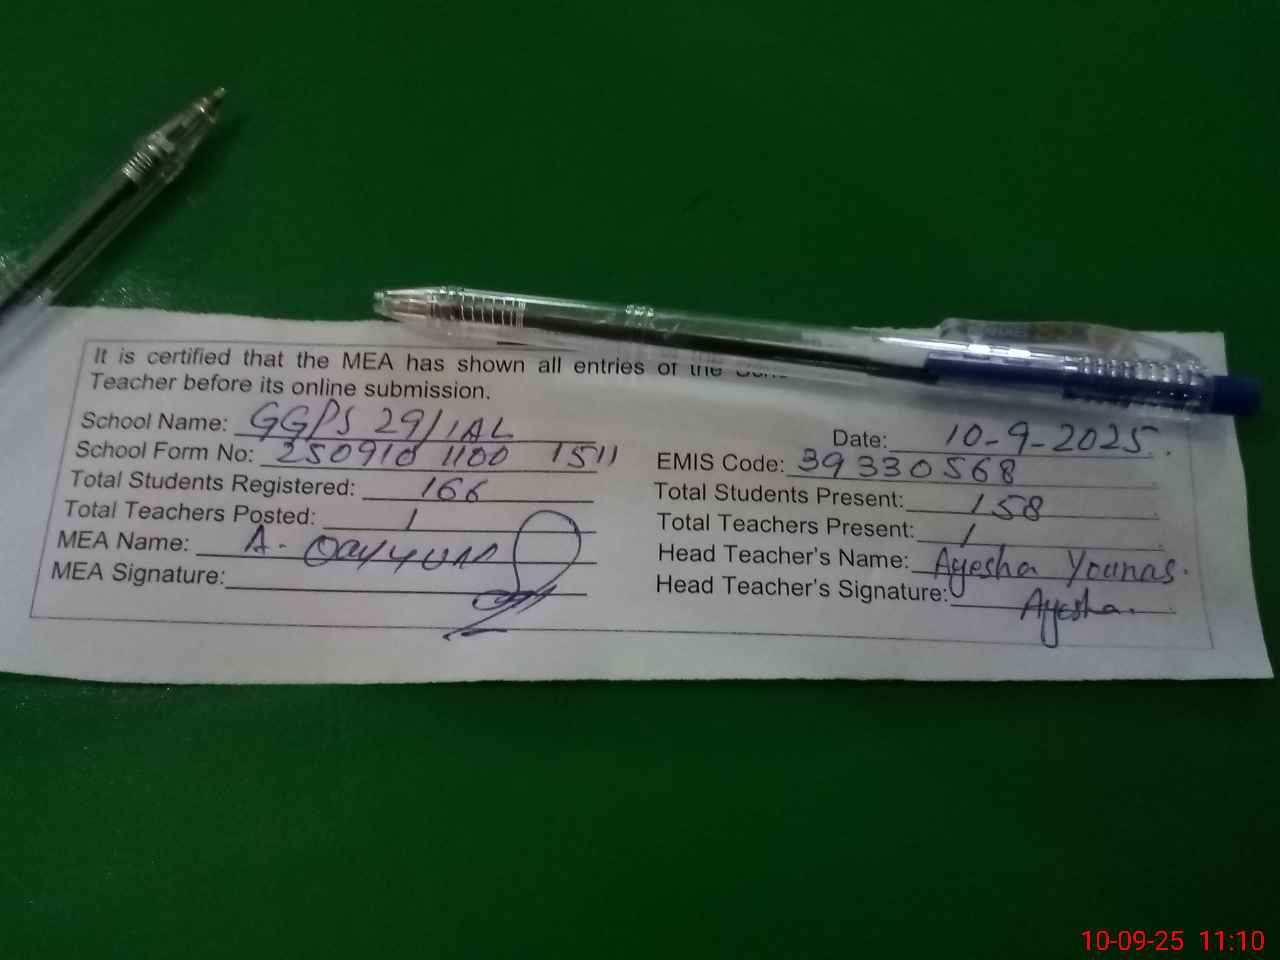 It is certified that the MEA has shown all entries of the
Teacher before its online submission.
School Name: GGPS 29/1AL
Date: 10-9-2025
School Form No: 250910 1100 1511
EMIS Code: 39330568
Total Students Registered: 166
Total Students Present: 158
Total Teachers Posted: 1
Total Teachers Present: 1
MEA Name: A. Qayyum
Head Teacher's Name: Ayesha Younas.
MEA Signature:
Head Teacher's Signature: Ayesha.
10-09-25 11:10